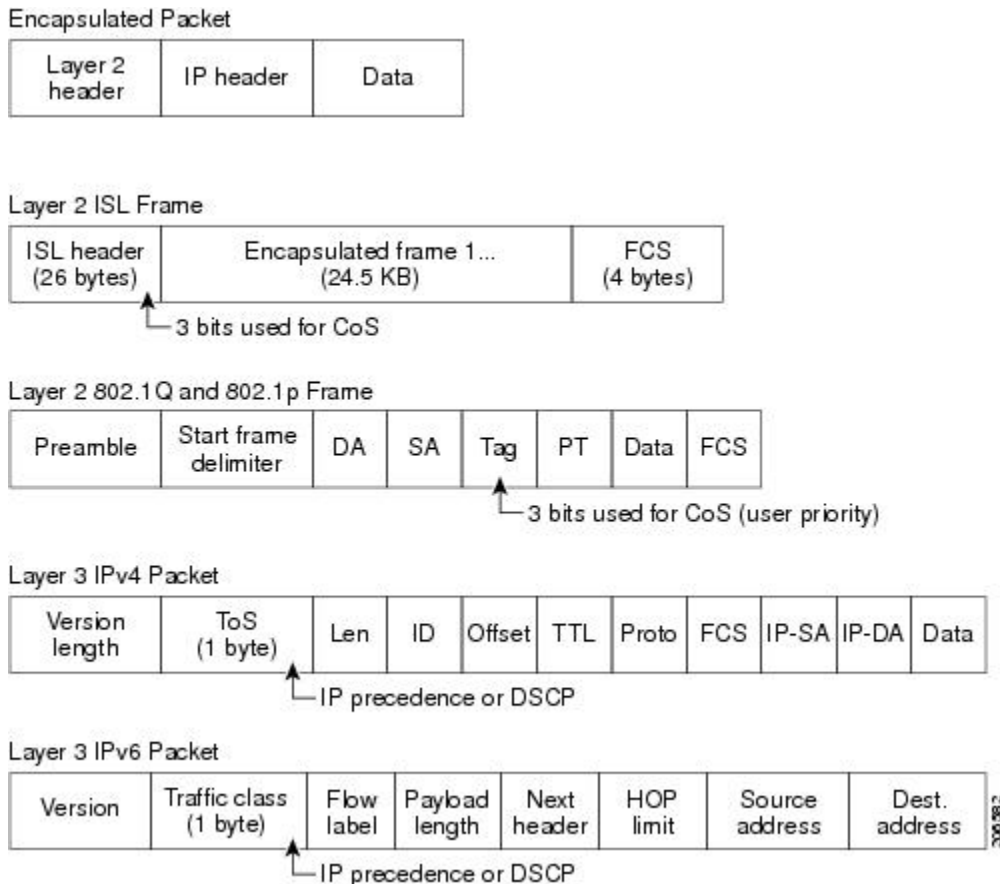 Encapsulated Packet
Layer 2
header
IP header
Data
Layer 2 ISL Frame
ISL header
(26 bytes)
Encapsulated frame 1...
(24.5 KB)
FCS
(4 bytes)
3 bits used for CoS
Layer 2 802.1Q and 802.1p Frame
Preamble
Start frame
delimiter
DA
SA
Tag
PT
Data
FCS
3 bits used for CoS (user priority)
Layer 3 IPv4 Packet
Version
length
ToS
(1 byte)
Len
ID
Offset
TTL
Proto
FCS
IP-SA
IP-DA
Data
IP precedence or DSCP
Layer 3 IPv6 Packet
Version
Traffic class
(1 byte)
Flow
label
Payload
length
Next
header
HOP
limit
Source
address
Dest.
address
IP precedence or DSCP